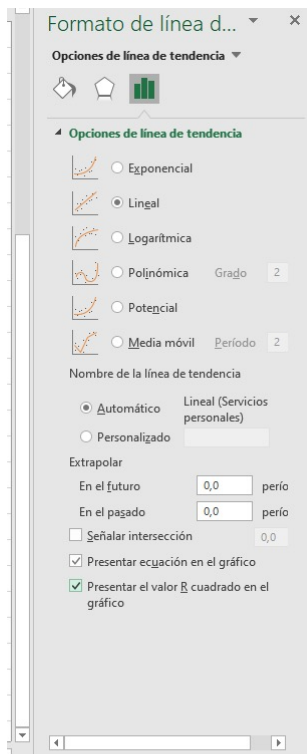 Formato de línea d...
Opciones de línea de tendencia
Opciones de línea de tendencia
Exponencial
Lineal
Logarítmica
Polinómica Grado 2
Potencial
Media móvil Período 2
Nombre de la línea de tendencia
Automático Lineal (Servicios
personales)
Personalizado
Extrapolar
En el futuro 0,0 perío
En el pasado 0,0 perío
Señalar intersección 0,0
Presentar ecuación en el gráfico
Presentar el valor R cuadrado en el
gráfico